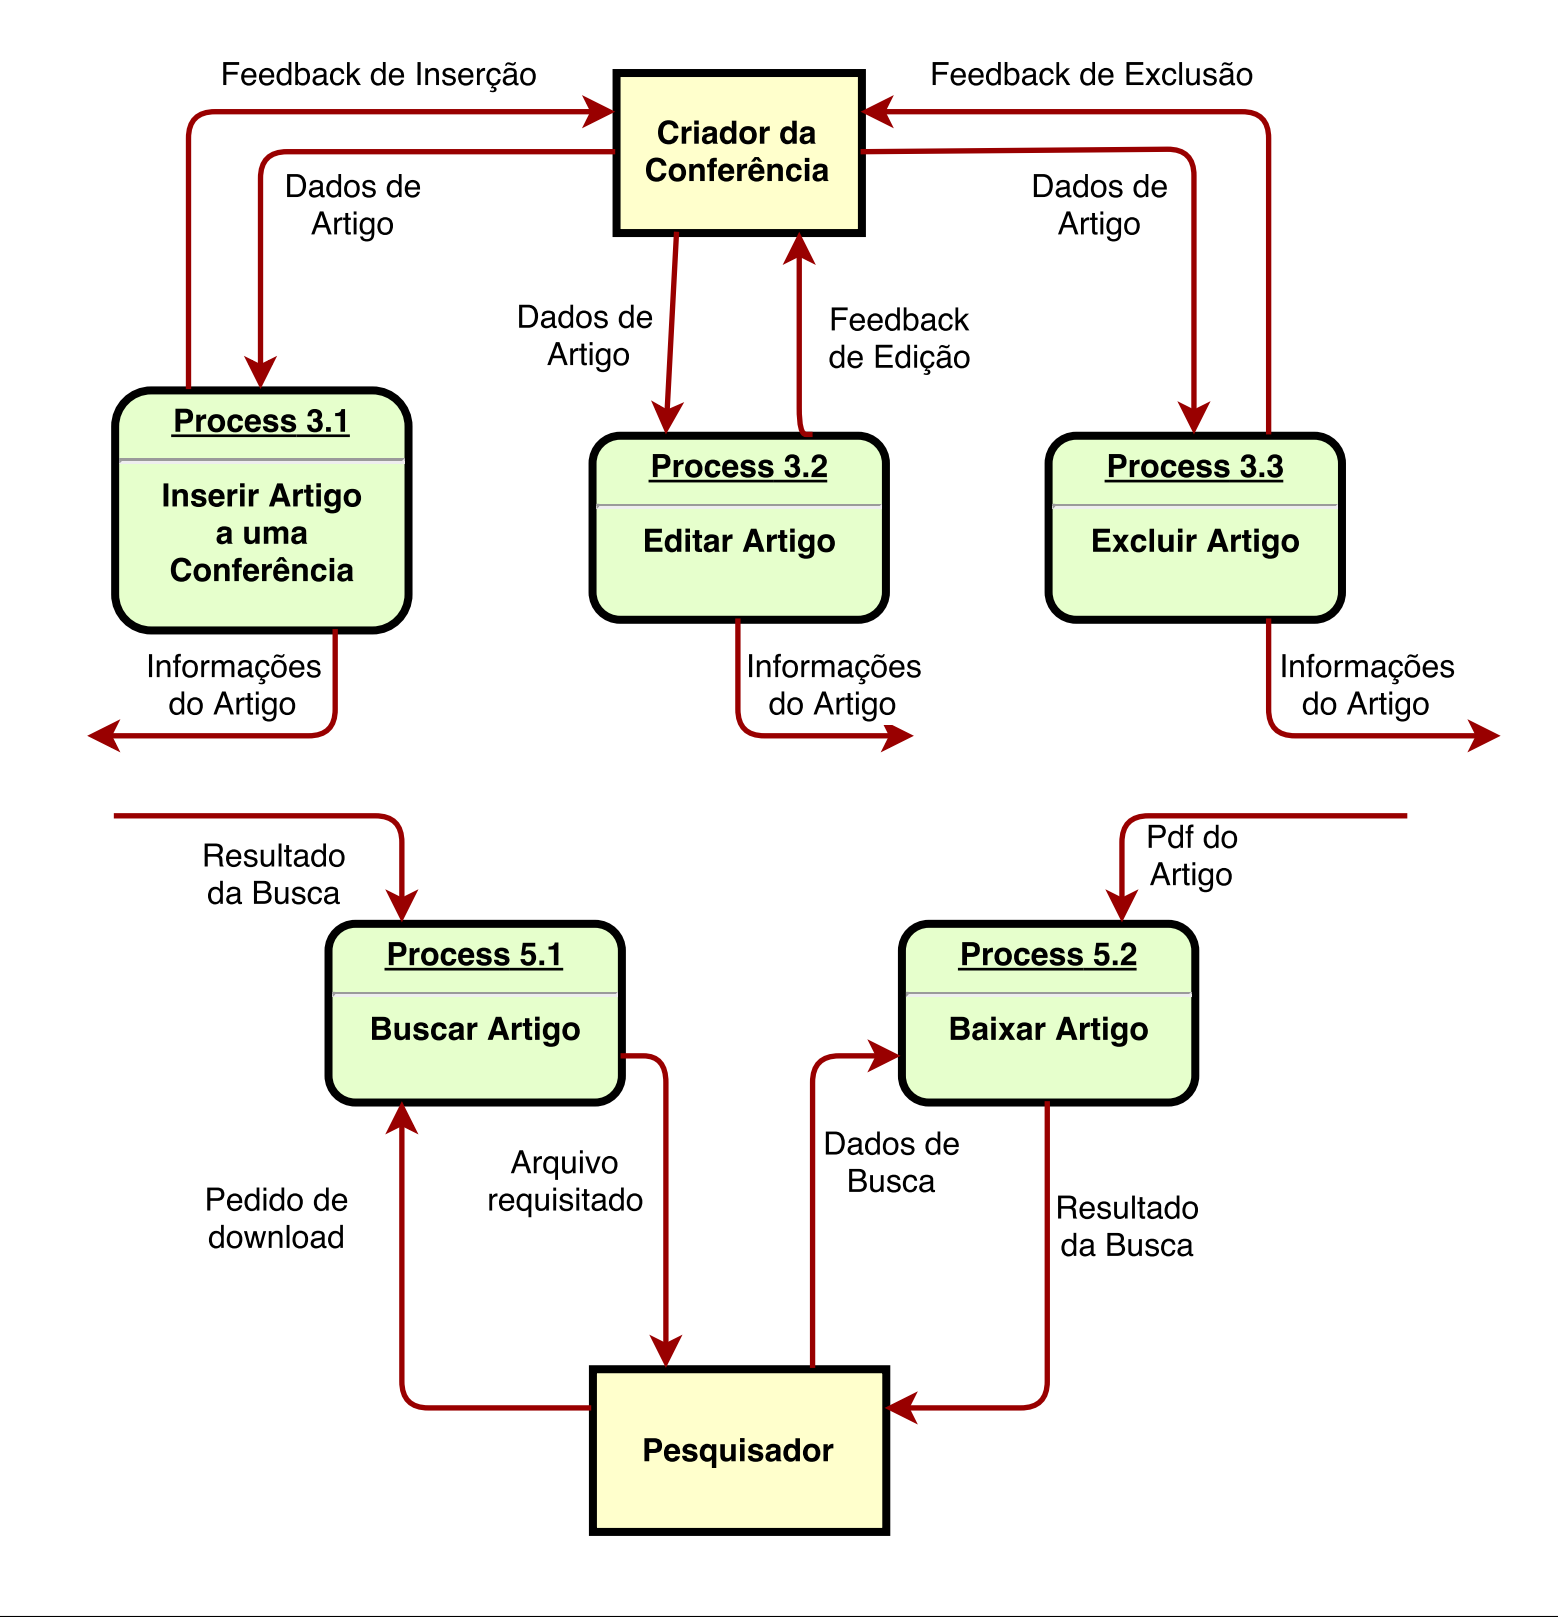 Feedback de Inserção
Feedback de Exclusão
Criador da
Conferência
Dados de
Artigo
Dados de
Artigo
Dados de
Artigo
Feedback
de Edição
Process 3.1
Inserir Artigo
a uma
Conferência
Process 3.2
Editar Artigo
Process 3.3
Excluir Artigo
Informações
do Artigo
Informações
do Artigo
Informações
do Artigo
Resultado
da Busca
Pdf do
Artigo
Process 5.1
Buscar Artigo
Process 5.2
Baixar Artigo
Pedido de
download
Arquivo
requisitado
Dados de
Busca
Resultado
da Busca
Pesquisador